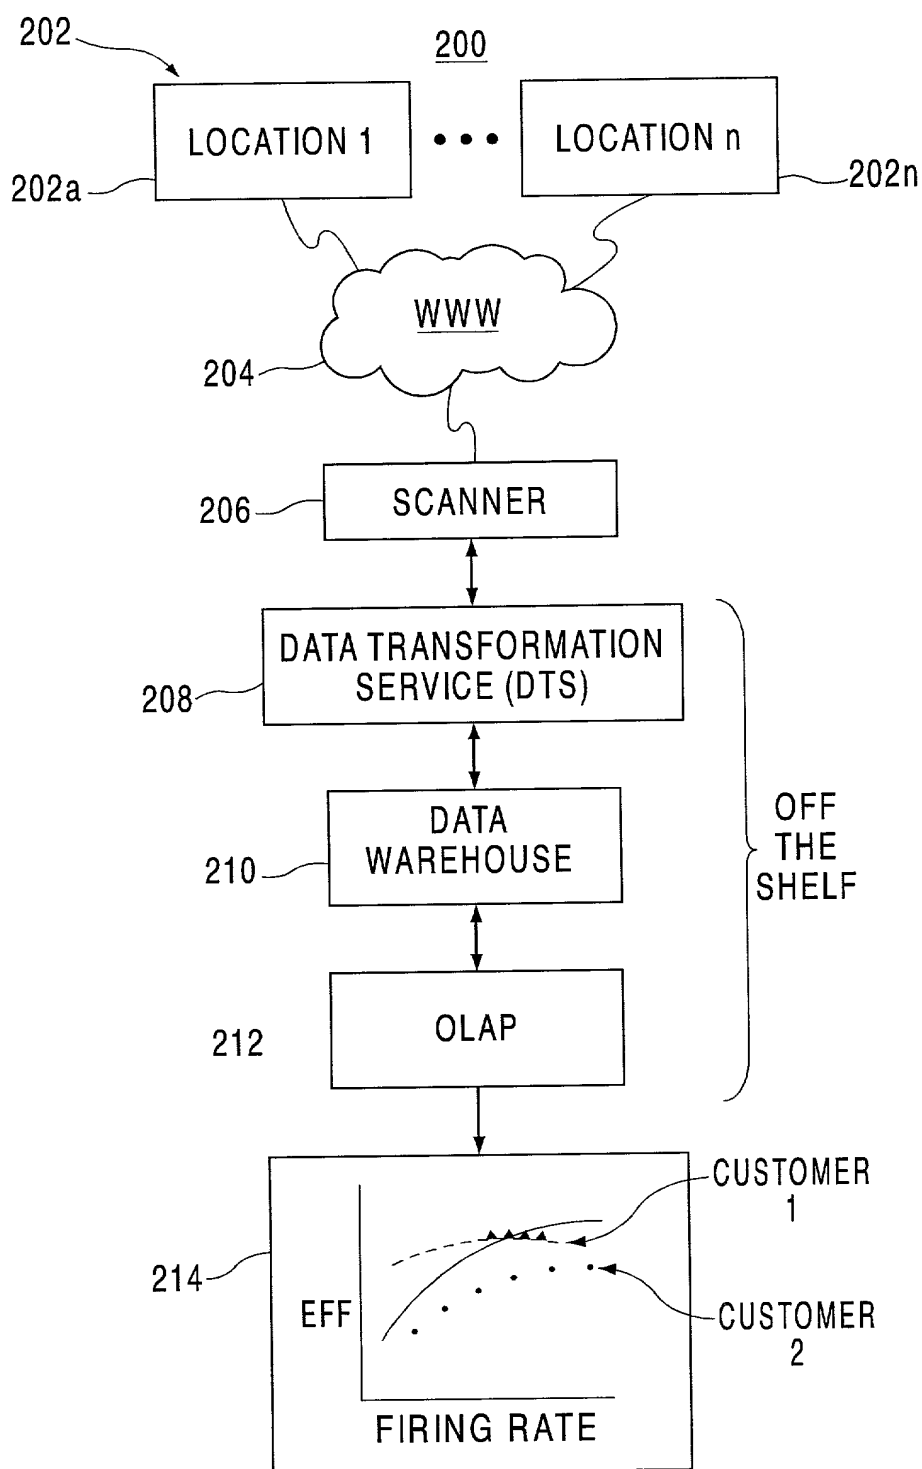 202
200
LOCATION 1
LOCATION n
202a
202n
WWW
204
SCANNER
206
DATA TRANSFORMATION
SERVICE (DTS)
208
DATA
WAREHOUSE
210
OFF
THE
SHELF
OLAP
212
CUSTOMER
1
214
EFF
CUSTOMER
2
FIRING RATE